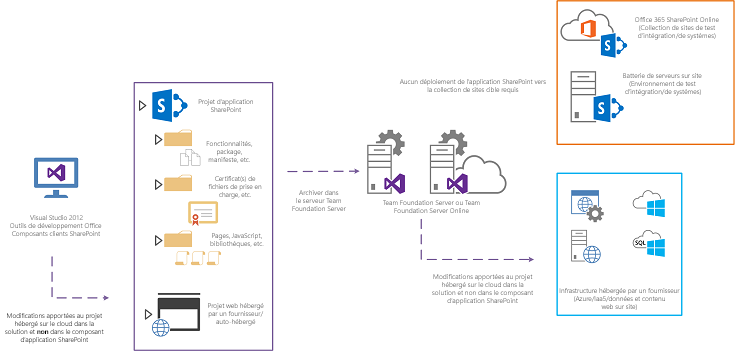 Office 365 SharePoint Online
(Collection de sites de test
d'intégration/de systèmes)
Batterie de serveurs sur site
(Environnement de test
d'intégration/de systèmes)
Aucun déploiement de l'application SharePoint vers
la collection de sites cible requis
Projet d'application
SharePoint
Fonctionnalités,
package,
manifeste, etc.
Certificat(s) de
fichiers de prise en
charge, etc.
Pages, JavaScript,
bibliothèques, etc.
Projet web hébergé
par un fournisseur/
auto-hébergé
Visual Studio 2012
Outils de développement Office
Composants clients SharePoint
Modifications apportées au projet
hébergé sur le cloud dans la
solution et non dans le composant
d'application SharePoint
Archiver dans
le serveur Team
Foundation Server
Team Foundation Server ou Team
Foundation Server Online
Modifications apportées au projet
hébergé sur le cloud dans la
solution et non dans le composant
d'application SharePoint
SQL
Infrastructure hébergée par un fournisseur
(Azure/IaaS/données et contenu
web sur site)